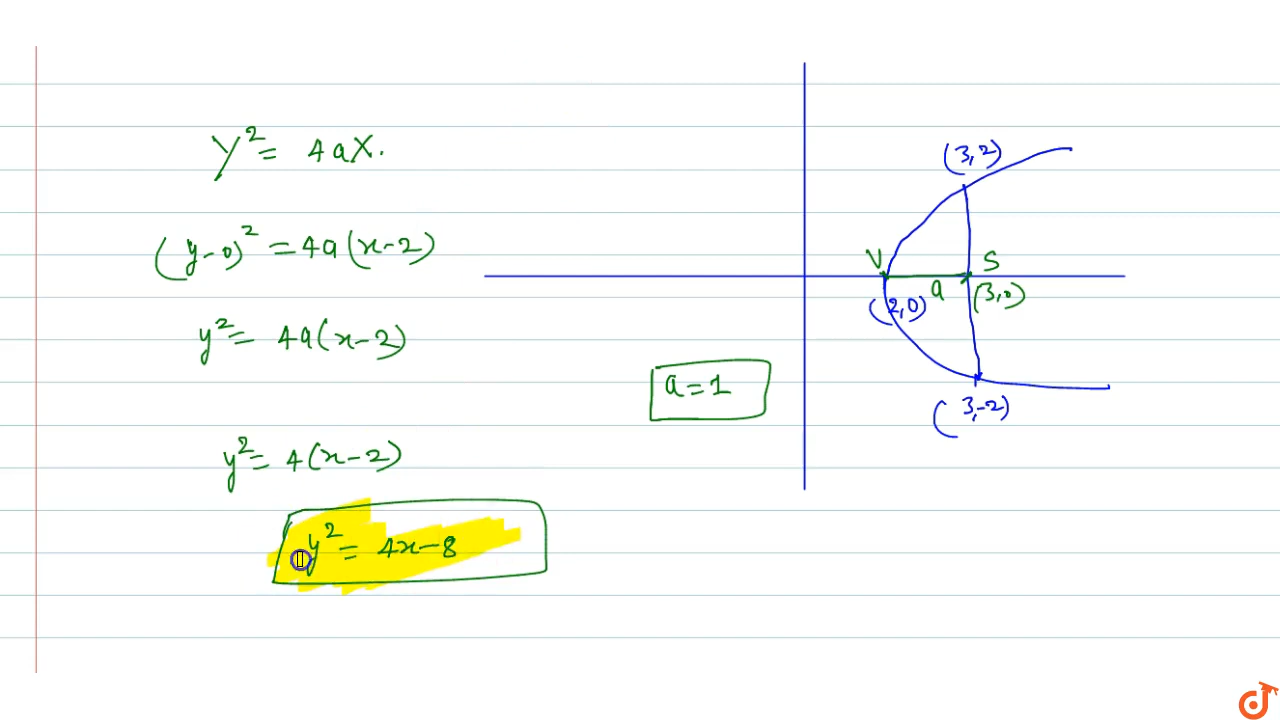 Y² = 4aX.
(y-0)² = 4a(x-2)
y² = 4a(x-2)
a = 1
y² = 4(x-2)
y² = 4x-8
(3,2)
V
S
a
(2,0)
(3,0)
(3,-2)